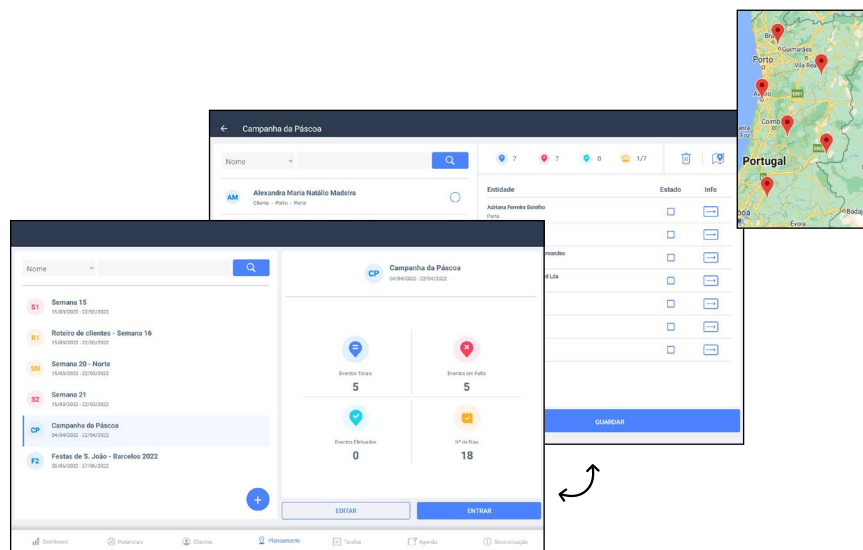 Campanha da Páscoa
Nome
7
7
0
1/7
AM
Alexandra Maria Natálio Madeira
Cliente - Porto - Porto
Entidade
Estado
Info
Adriana Ferreira Botelho
Porto
GUARDAR
Guimarães
Porto
Vila Rea
Coimb
Portugal
Évora
Badaj
Nome
S1
Semana 15
15/03/2022 - 22/03/2022
R1
Roteiro de clientes - Semana 16
15/03/2022 - 22/03/2022
SN
Semana 20 - Norte
15/03/2022 - 22/03/2022
S2
Semana 21
15/03/2022 - 22/03/2022
CP
Campanha da Páscoa
04/04/2022 - 22/04/2022
F2
Festas de S. João - Barcelos 2022
20/06/2022 - 27/06/2022
+
CP
Campanha da Páscoa
04/04/2022 - 22/04/2022
Eventos Totais
5
Eventos em Falta
5
Eventos Efetuados
0
Nº de Dias
18
EDITAR
ENTRAR
Dashboard
Potenciais
Clientes
Planeamento
Tarefas
Agenda
Sincronização